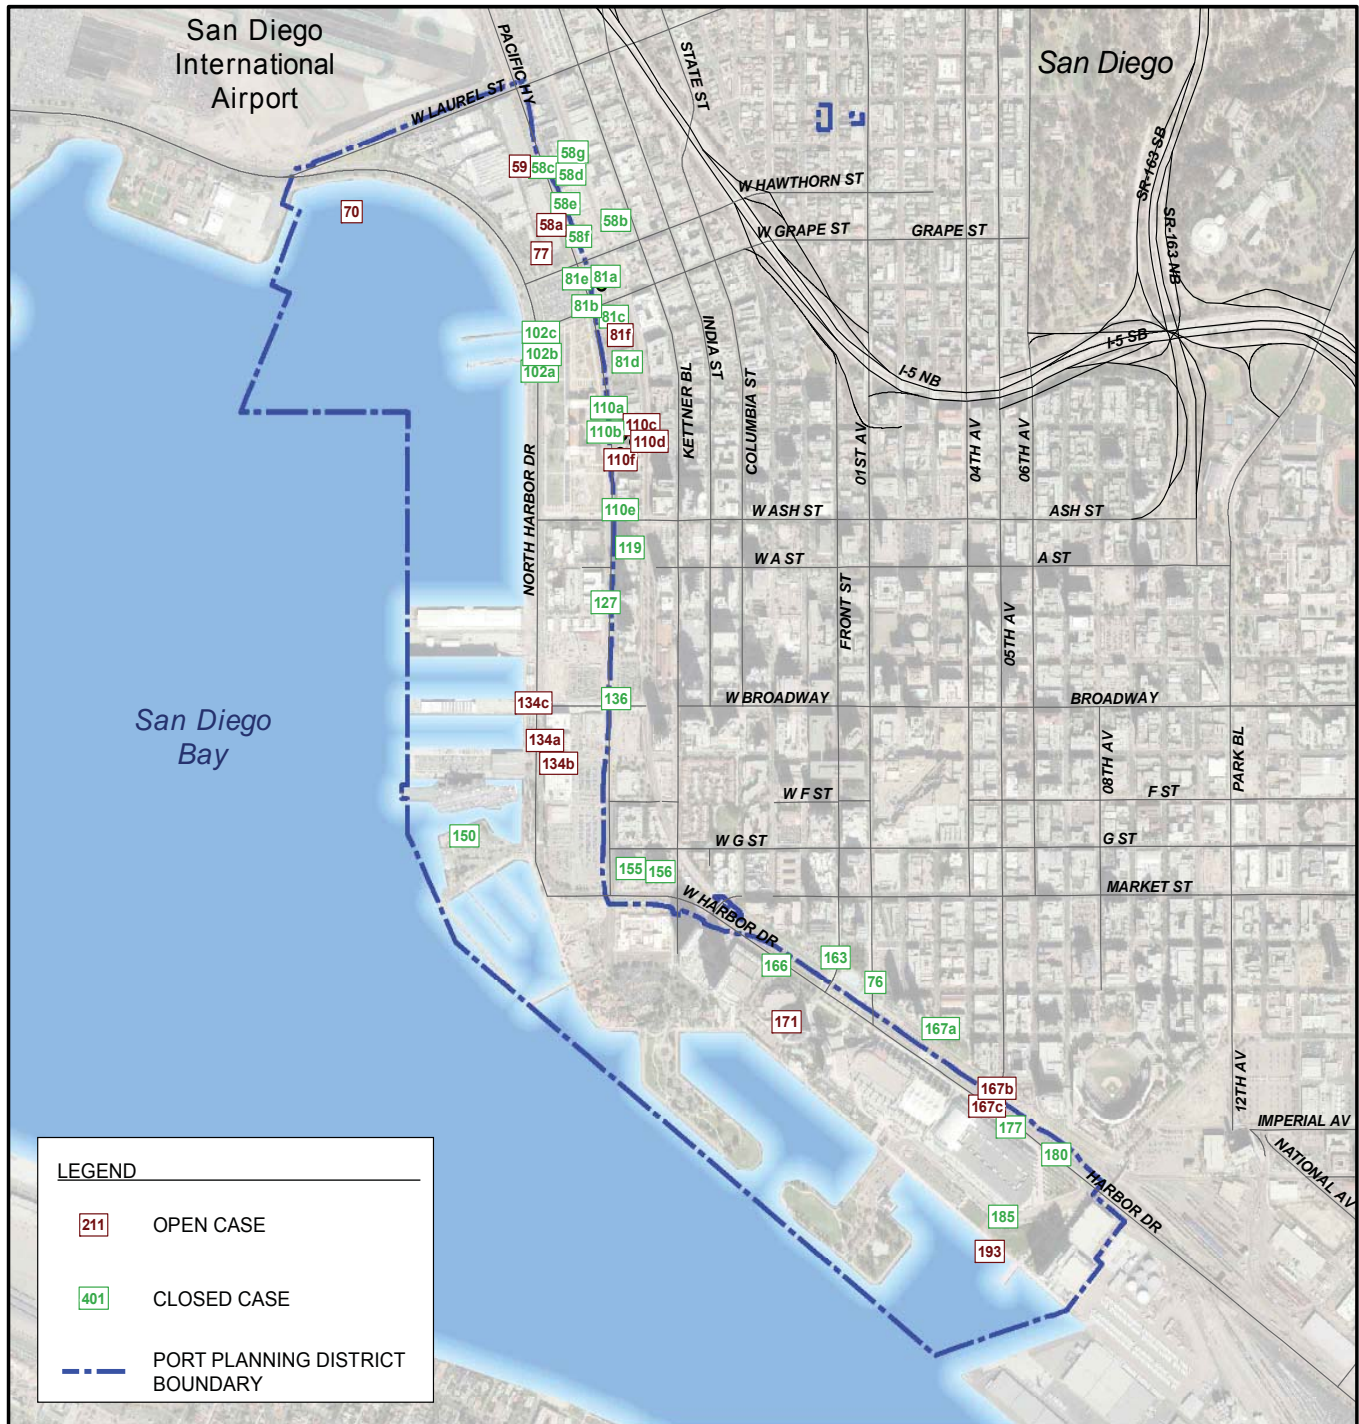 San Diego
International
Airport
San Diego
PACIFIC HY
STATE ST
W LAUREL ST
SR-163 SB
SR-163 NB
58g
59
58c
58d
W HAWTHORN ST
70
58e
58b
58a
58f
W GRAPE ST
GRAPE ST
77
81e
81a
81b
81c
102c
81f
INDIA ST
I-5 SB
102b
81d
102a
KETTNER BL
COLUMBIA ST
I-5 NB
110a
110c
110b
110d
110f
01ST AV
04TH AV
06TH AV
NORTH HARBOR DR
110e
W ASH ST
ASH ST
119
W A ST
A ST
127
FRONT ST
05TH AV
136
134c
W BROADWAY
BROADWAY
San Diego
Bay
134a
134b
08TH AV
PARK BL
W F ST
F ST
150
W G ST
G ST
155
156
MARKET ST
W HARBOR DR
163
166
76
171
167a
167b
167c
12TH AV
177
IMPERIAL AV
180
NATIONAL AV
HARBOR DR
185
193
LEGEND
211
OPEN CASE
401
CLOSED CASE
PORT PLANNING DISTRICT
BOUNDARY